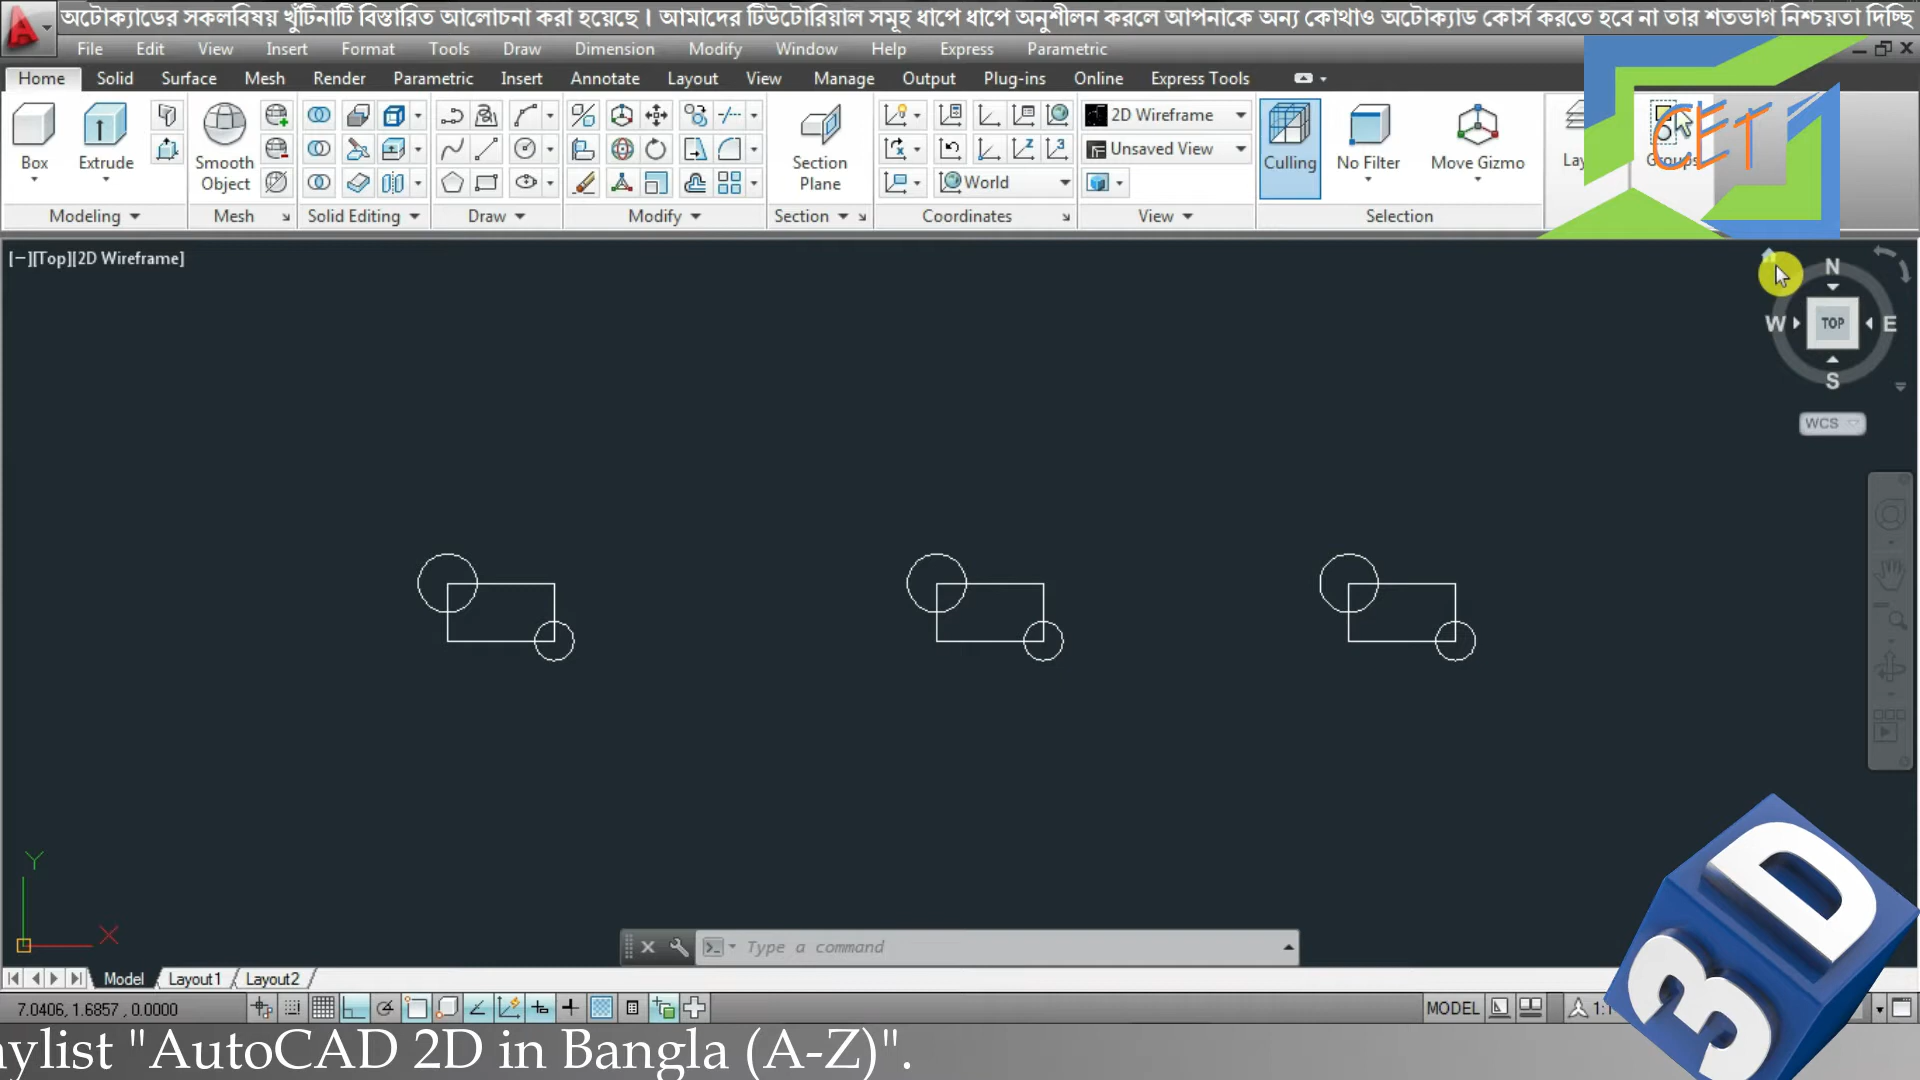 অটোক্যাডের সকলবিষয় খুঁটিনাটি বিস্তারিত আলোচনা করা হয়েছে। আমাদের টিউটোরিয়াল সমূহ ধাপে ধাপে অনুশীলন করলে আপনাকে অন্য কোথাও অটোক্যাড কোর্স করতে হবে না তার শতভাগ নিশ্চয়তা দিচ্ছি
File Edit View Insert Format Tools Draw Dimension Modify Window Help Express Parametric
Home Solid Surface Mesh Render Parametric Insert Annotate Layout View Manage Output Plug-ins Online Express Tools
2D Wireframe
Unsaved View
World
Box Extrude Smooth Object Section Plane Culling No Filter Move Gizmo Groups
CET
Modeling Mesh Solid Editing Draw Modify Section Coordinates View Selection
[−][Top][2D Wireframe]
N
W TOP E
S
WCS
Y
X
Type a command
Model Layout1 Layout2
7.0406, 1.6857 , 0.0000
MODEL
3D
"AutoCAD 2D in Bangla (A-Z)".